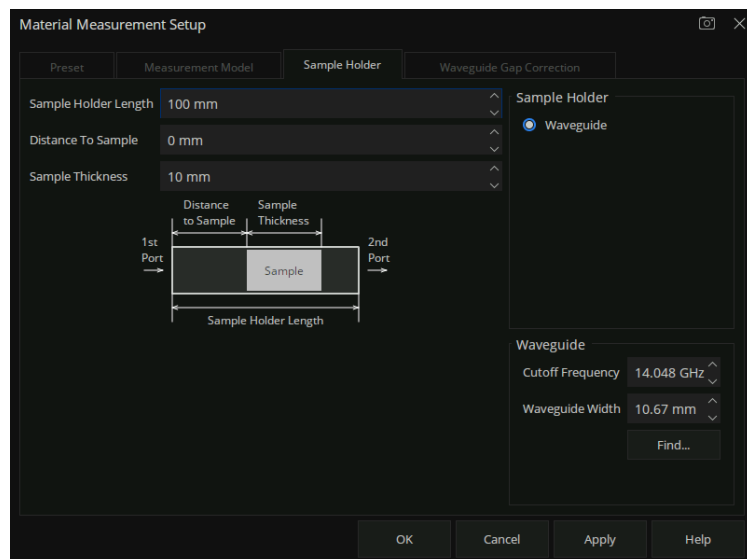 Material Measurement Setup
Preset
Measurement Model
Sample Holder
Waveguide Gap Correction
Sample Holder Length 100 mm
Distance To Sample 0 mm
Sample Thickness 10 mm
Distance
to Sample
Sample
Thickness
1st
Port
Sample
2nd
Port
Sample Holder Length
Sample Holder
Waveguide
Waveguide
Cutoff Frequency 14.048 GHz
Waveguide Width 10.67 mm
Find...
OK
Cancel
Apply
Help